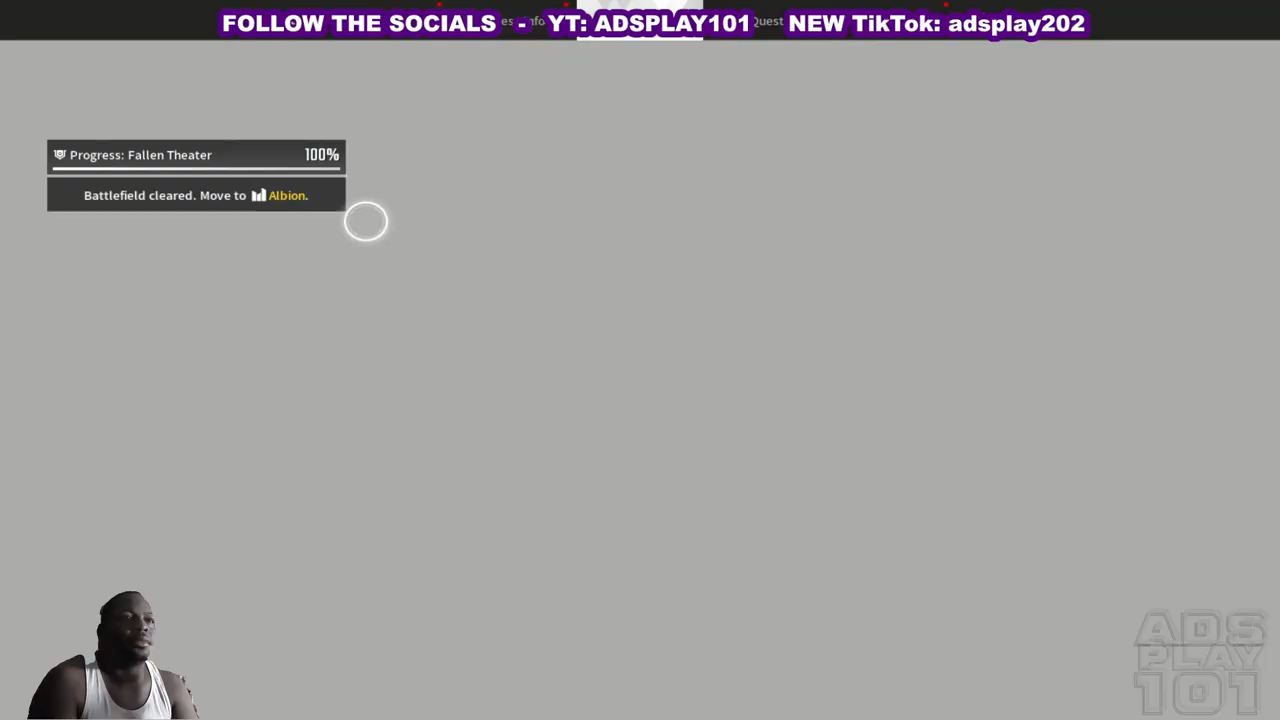 FOLLOW THE SOCIALS - YT: ADSPLAY101 NEW TikTok: adsplay202
Quest
Progress: Fallen Theater 100%
Battlefield cleared. Move to Albion.
ADS
PLAY
101